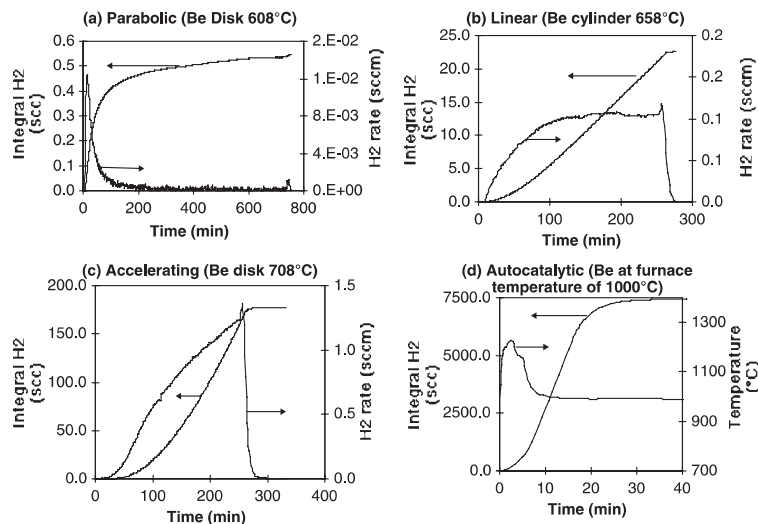 (a) Parabolic (Be Disk 608°C)
0.6
0.5
0.4
0.3
0.2
0.1
0.0
Integral H2
(scc)
2.E-02
1.E-02
8.E-03
4.E-03
0.E+00
H2 rate (sccm)
0 200 400 600 800
Time (min)
(b) Linear (Be cylinder 658°C)
25.0
20.0
15.0
10.0
5.0
0.0
Integral H2
(scc)
0.2
0.2
0.1
0.1
0.0
H2 rate (sccm)
0 100 200 300
Time (min)
(c) Accelerating (Be disk 708°C)
200.0
150.0
100.0
50.0
0.0
Integral H2
(scc)
1.5
1.0
0.5
0.0
H2 rate (sccm)
0 100 200 300 400
Time (min)
(d) Autocatalytic (Be at furnace
temperature of 1000°C)
7500.0
5000.0
2500.0
0.0
Integral H2
(scc)
1300
1100
900
700
Temperature
(°C)
0 10 20 30 40
Time (min)